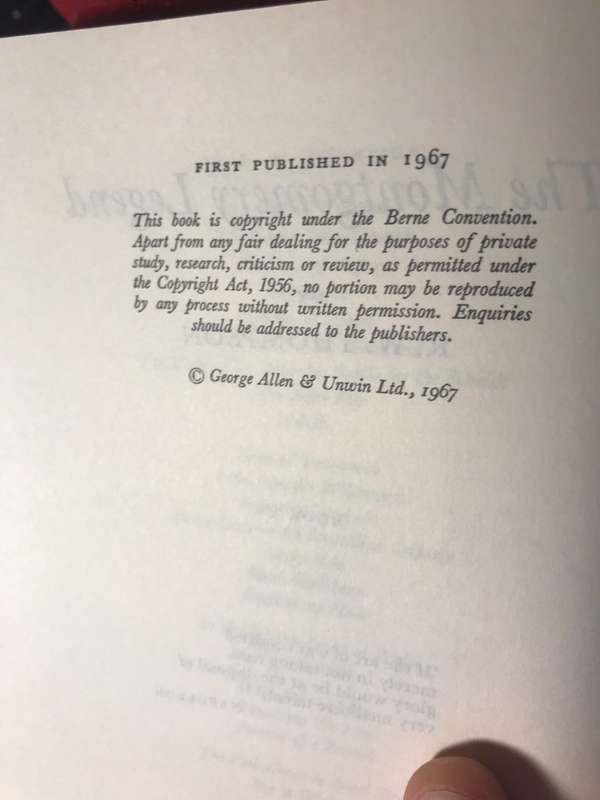 FIRST PUBLISHED IN 1967
The Montgomery Legend
This book is copyright under the Berne Convention.
Apart from any fair dealing for the purposes of private
study, research, criticism or review, as permitted under
the Copyright Act, 1956, no portion may be reproduced
by any process without written permission. Enquiries
should be addressed to the publishers.
© George Allen & Unwin Ltd., 1967